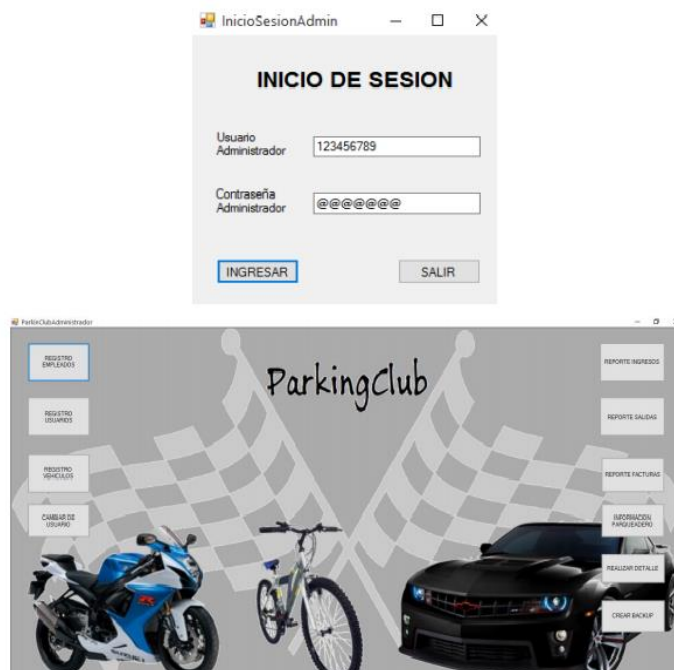 InicioSesionAdmin
INICIO DE SESION
Usuario
Administrador
123456789
Contraseña
Administrador
@@@@@@@
INGRESAR
SALIR
ParkinClubAdministrador
ParkingClub
REGISTRO
EMPLEADOS
REGISTRO
USUARIOS
REGISTRO
VEHICULOS
CAMBIAR DE
USUARIO
REPORTE INGRESOS
REPORTE SALIDAS
REPORTE FACTURAS
INFORMACION
PARQUEADERO
REALIZAR DETALLE
CREAR BACKUP
SUZUKI